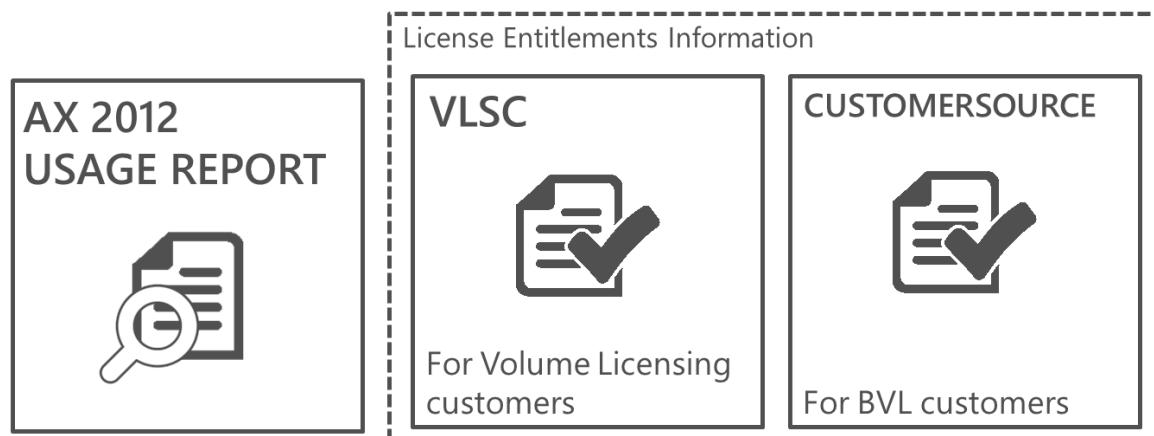 License Entitlements Information
AX 2012
USAGE REPORT
VLSC
For Volume Licensing
customers
CUSTOMERSOURCE
For BVL customers